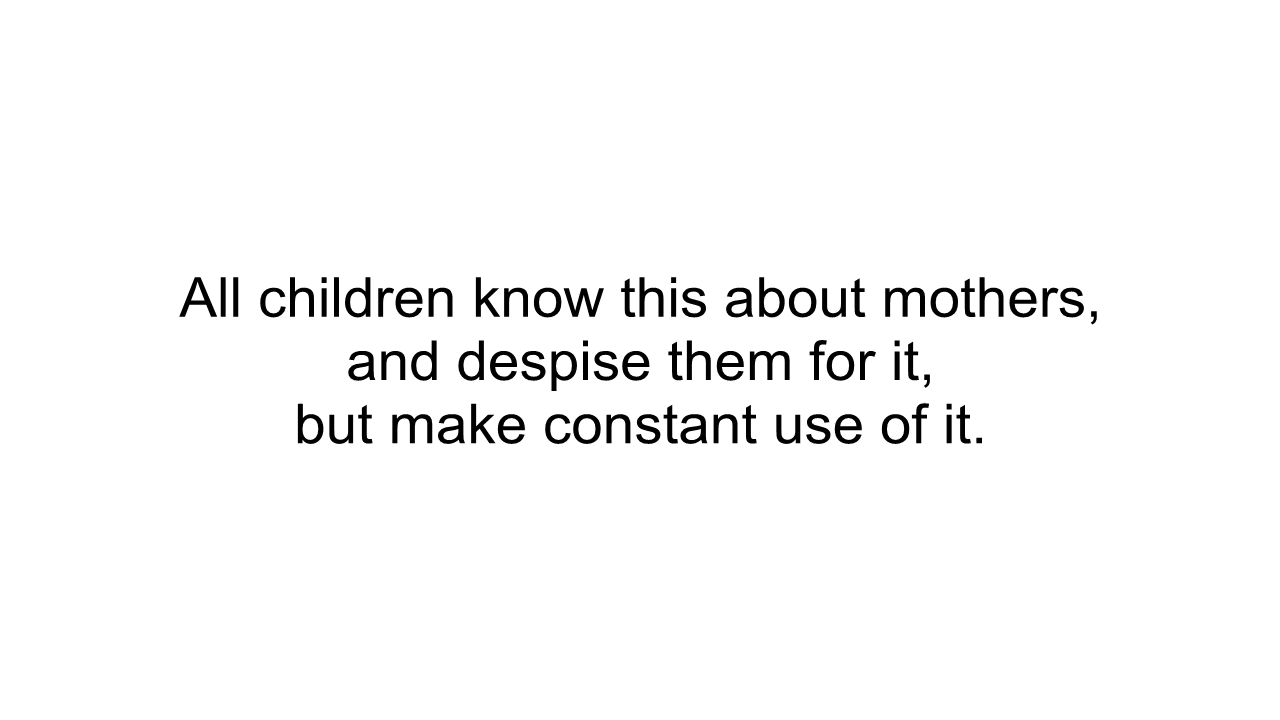 All children know this about mothers,
and despise them for it,
but make constant use of it.